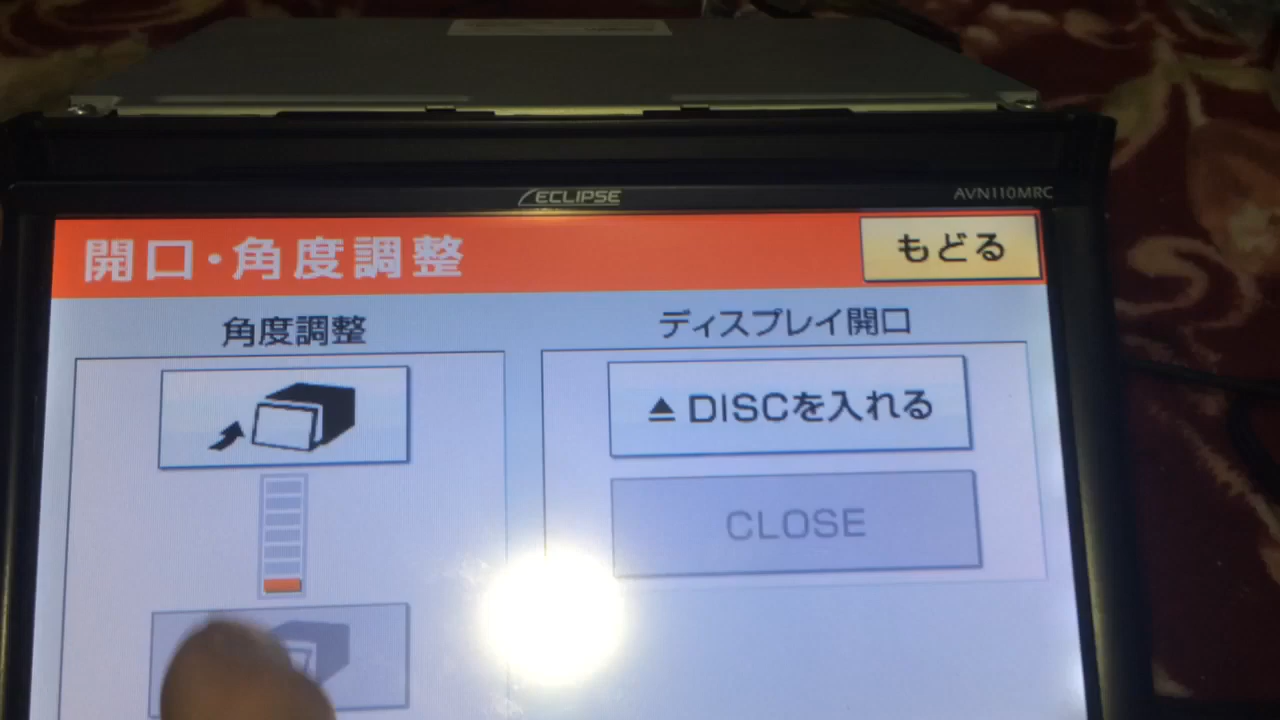 ECLIPSE
AVN110MRC
開口・角度調整
もどる
角度調整
ディスプレイ開口
▲DISCを入れる
CLOSE